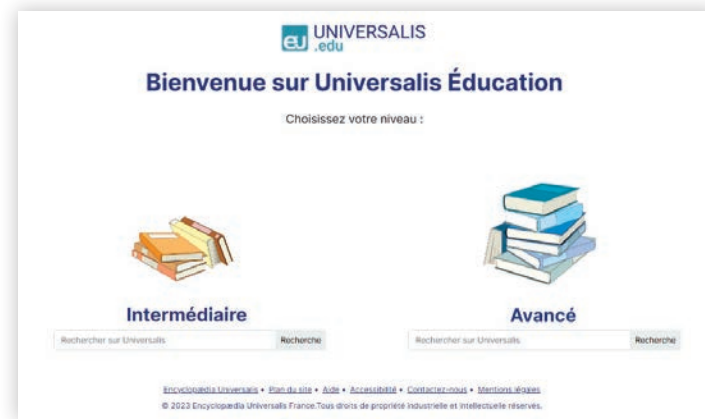 eu UNIVERSALIS
.edu
Bienvenue sur Universalis Éducation
Choisissez votre niveau :
Intermédiaire
Avancé
Rechercher sur Universalis Recherche
Rechercher sur Universalis Recherche
Encyclopædia Universalis • Plan du site • Aide • Accessibilité • Contactez-nous • Mentions légales
© 2023 Encyclopædia Universalis France.Tous droits de propriété industrielle et intellectuelle réservés.